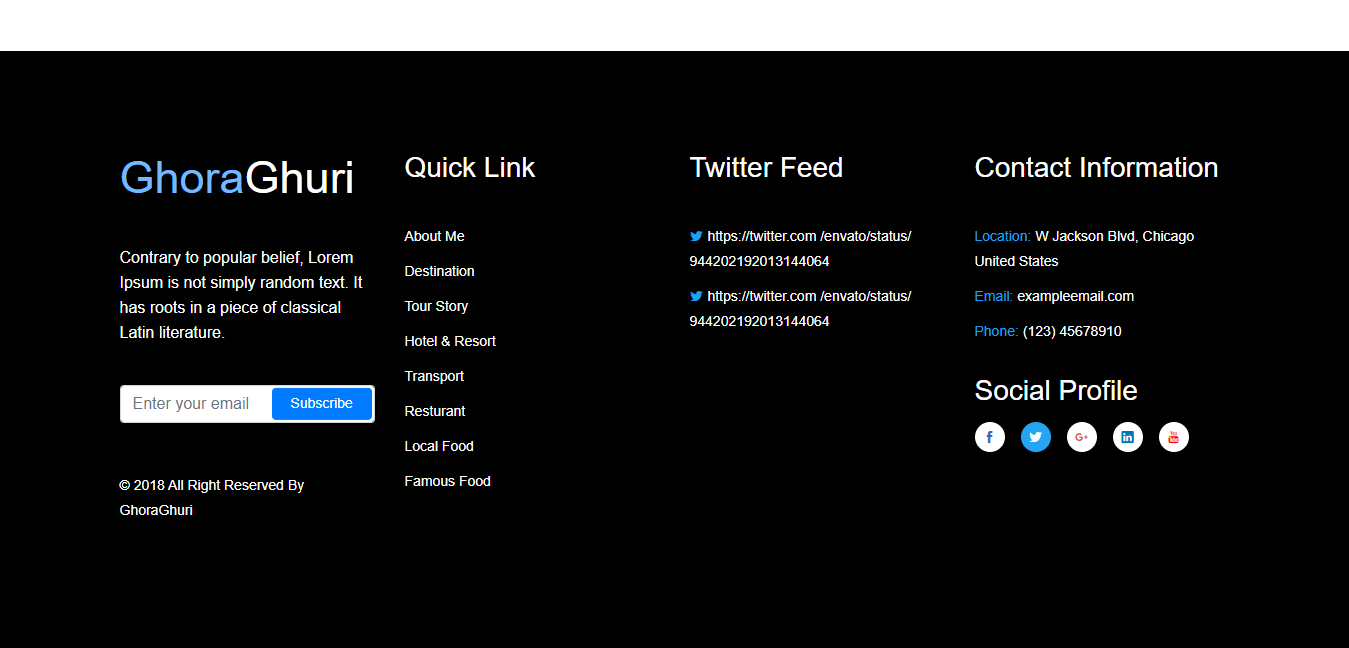 GhoraGhuri
Contrary to popular belief, Lorem
Ipsum is not simply random text. It
has roots in a piece of classical
Latin literature.
Enter your email
Subscribe
© 2018 All Right Reserved By
GhoraGhuri
Quick Link
About Me
Destination
Tour Story
Hotel & Resort
Transport
Resturant
Local Food
Famous Food
Twitter Feed
https://twitter.com /envato/status/
944202192013144064
https://twitter.com /envato/status/
944202192013144064
Contact Information
Location: W Jackson Blvd, Chicago
United States
Email: exampleemail.com
Phone: (123) 45678910
Social Profile